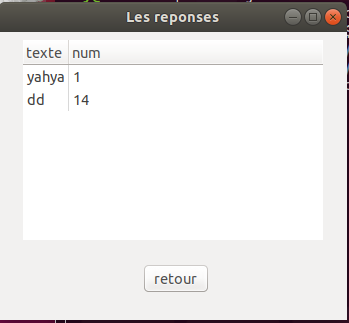 Les reponses
texte num
yahya 1
dd 14
retour